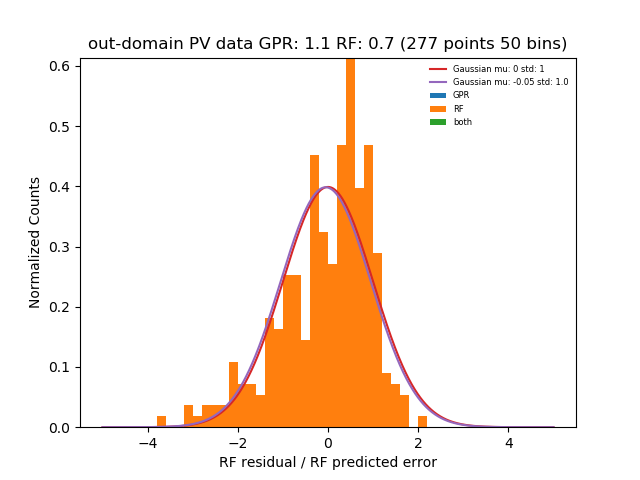 out-domain PV data GPR: 1.1 RF: 0.7 (277 points 50 bins)
Gaussian mu: 0 std: 1
Gaussian mu: -0.05 std: 1.0
GPR
RF
both
Normalized Counts
0.6
0.5
0.4
0.3
0.2
0.1
0.0
−4
−2
0
2
4
RF residual / RF predicted error